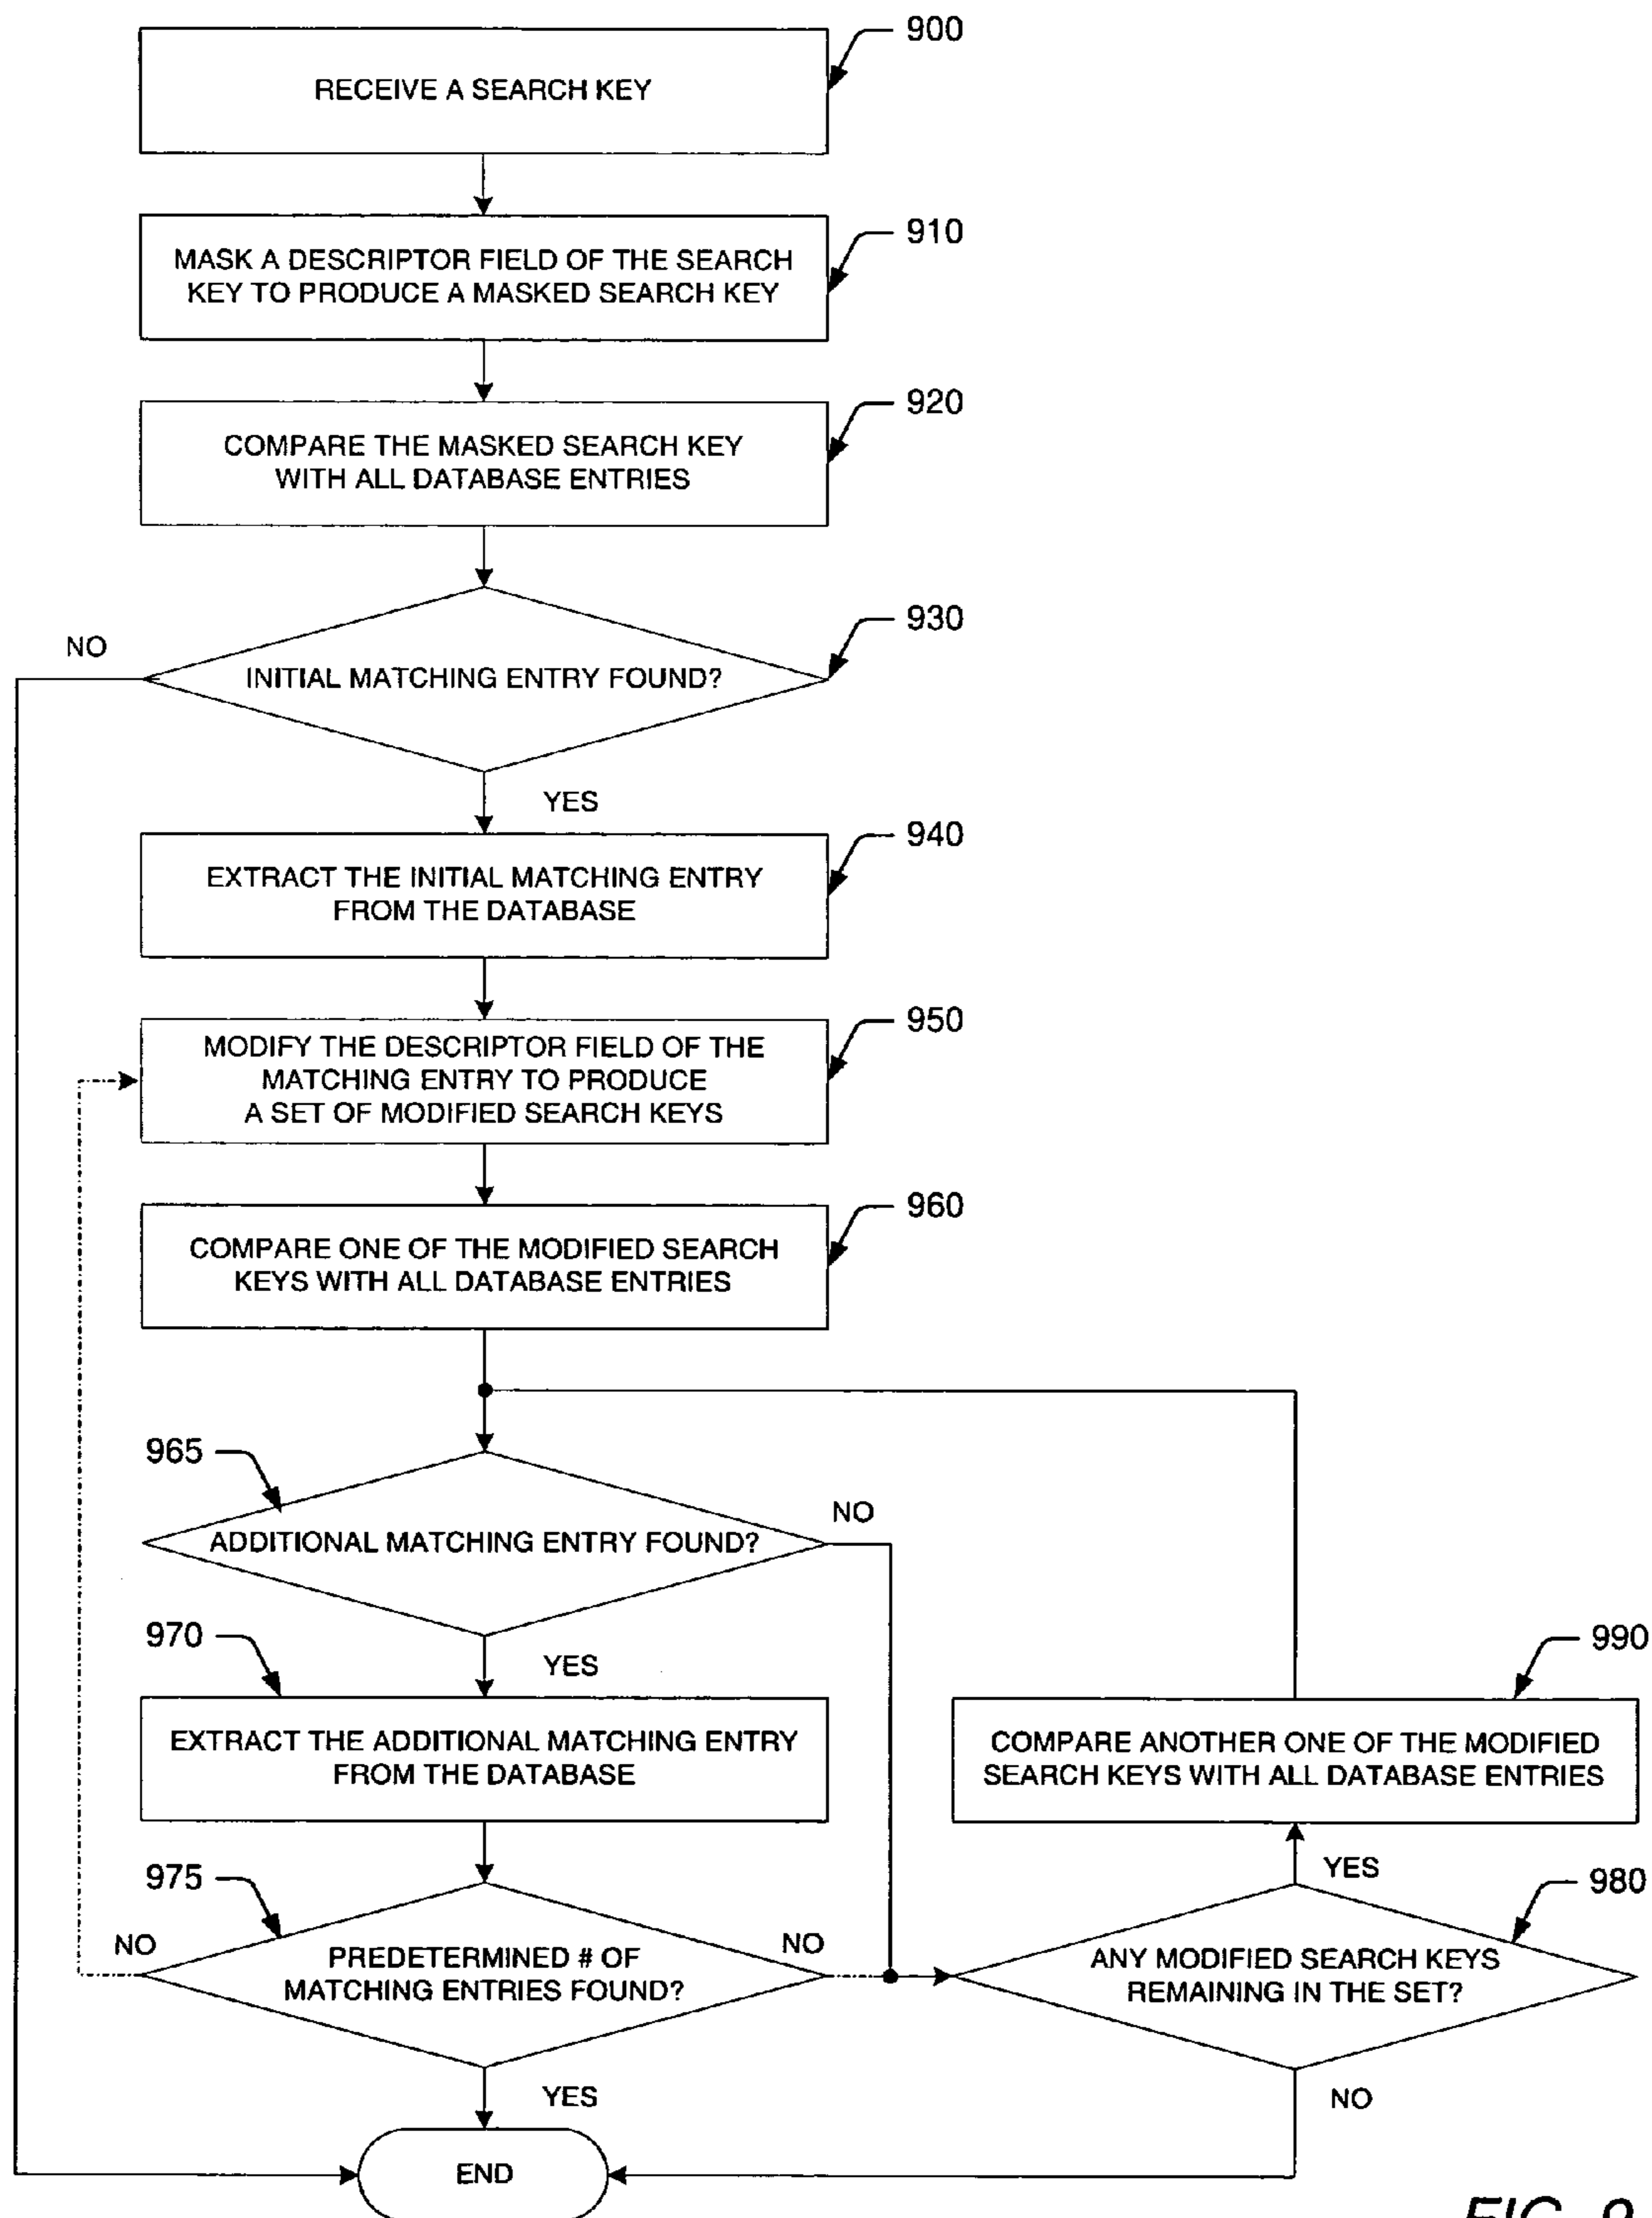 900
RECEIVE A SEARCH KEY
910
MASK A DESCRIPTOR FIELD OF THE SEARCH
KEY TO PRODUCE A MASKED SEARCH KEY
920
COMPARE THE MASKED SEARCH KEY
WITH ALL DATABASE ENTRIES
930
NO
INITIAL MATCHING ENTRY FOUND?
YES
940
EXTRACT THE INITIAL MATCHING ENTRY
FROM THE DATABASE
950
MODIFY THE DESCRIPTOR FIELD OF THE
MATCHING ENTRY TO PRODUCE
A SET OF MODIFIED SEARCH KEYS
960
COMPARE ONE OF THE MODIFIED SEARCH
KEYS WITH ALL DATABASE ENTRIES
965
NO
ADDITIONAL MATCHING ENTRY FOUND?
YES
970
EXTRACT THE ADDITIONAL MATCHING ENTRY
FROM THE DATABASE
990
COMPARE ANOTHER ONE OF THE MODIFIED
SEARCH KEYS WITH ALL DATABASE ENTRIES
YES
975
NO
PREDETERMINED # OF
MATCHING ENTRIES FOUND?
NO
980
ANY MODIFIED SEARCH KEYS
REMAINING IN THE SET?
YES
NO
END
FIG. 9